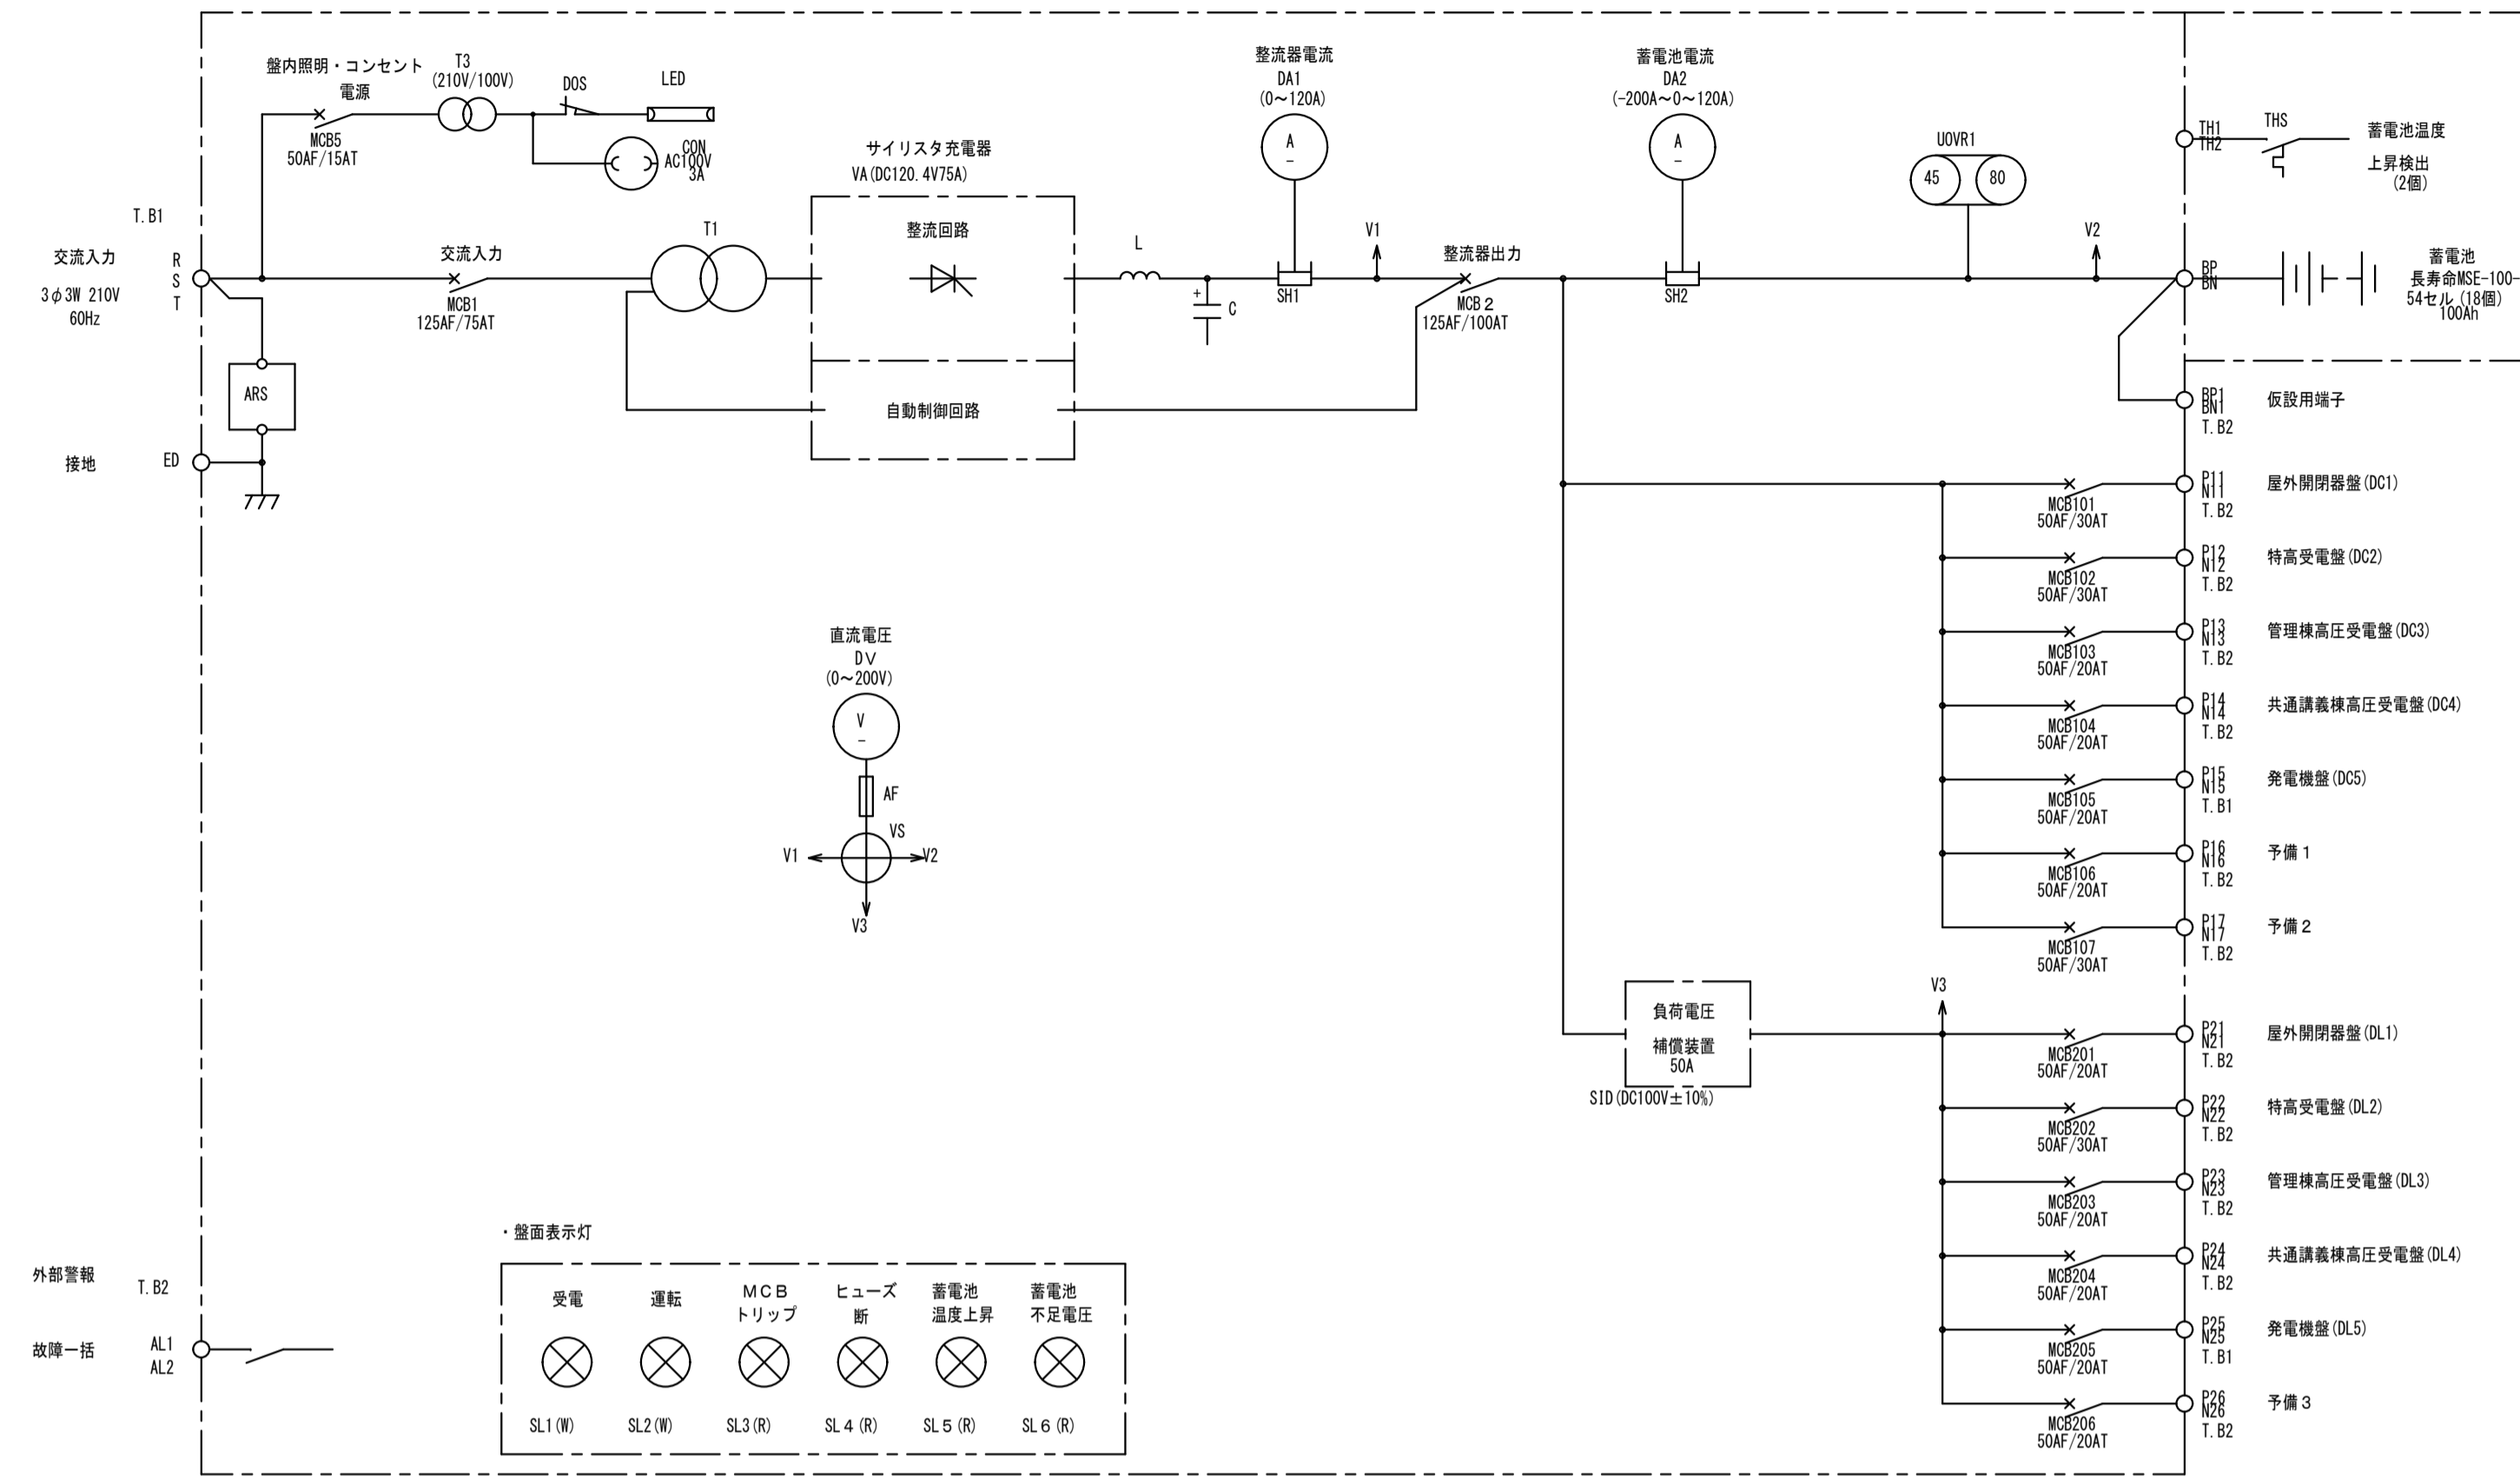 盤内照明・コンセント
電源
MCB5
50AF/15AT
T3
(210V/100V)
DOS
LED
CON
AC100V
3A
T.B1
交流入力
3φ3W 210V
60Hz
R
S
T
交流入力
MCB1
125AF/75AT
T1
ARS
接地
ED
サイリスタ充電器
VA(DC120.4V75A)
整流回路
自動制御回路
L
+
C
整流器電流
DA1
(0～120A)
A
-
SH1
V1
整流器出力
MCB2
125AF/100AT
蓄電池電流
DA2
(-200A～0～120A)
A
-
SH2
UOVR1
45
80
V2
TH1
TH2
THS
蓄電池温度
上昇検出
(2個)
BP
BN
蓄電池
長寿命MSE-100-
54セル(18個)
100Ah
BP1
BN1
T.B2
仮設用端子
MCB101
50AF/30AT
P11
N11
T.B2
屋外開閉器盤(DC1)
MCB102
50AF/30AT
P12
N12
T.B2
特高受電盤(DC2)
MCB103
50AF/20AT
P13
N13
T.B2
管理棟高圧受電盤(DC3)
MCB104
50AF/20AT
P14
N14
T.B2
共通講義棟高圧受電盤(DC4)
MCB105
50AF/20AT
P15
N15
T.B1
発電機盤(DC5)
MCB106
50AF/20AT
P16
N16
T.B2
予備1
MCB107
50AF/30AT
P17
N17
T.B2
予備2
直流電圧
DV
(0～200V)
V
-
AF
VS
V1
V2
V3
負荷電圧
補償装置
50A
SID(DC100V±10%)
V3
MCB201
50AF/20AT
P21
N21
T.B2
屋外開閉器盤(DL1)
MCB202
50AF/30AT
P22
N22
T.B2
特高受電盤(DL2)
MCB203
50AF/20AT
P23
N23
T.B2
管理棟高圧受電盤(DL3)
MCB204
50AF/20AT
P24
N24
T.B2
共通講義棟高圧受電盤(DL4)
MCB205
50AF/20AT
P25
N25
T.B1
発電機盤(DL5)
MCB206
50AF/20AT
P26
N26
T.B2
予備3
外部警報
T.B2
故障一括
AL1
AL2
・盤面表示灯
受電
SL1(W)
運転
SL2(W)
MCB
トリップ
SL3(R)
ヒューズ
断
SL4(R)
蓄電池
温度上昇
SL5(R)
蓄電池
不足電圧
SL6(R)